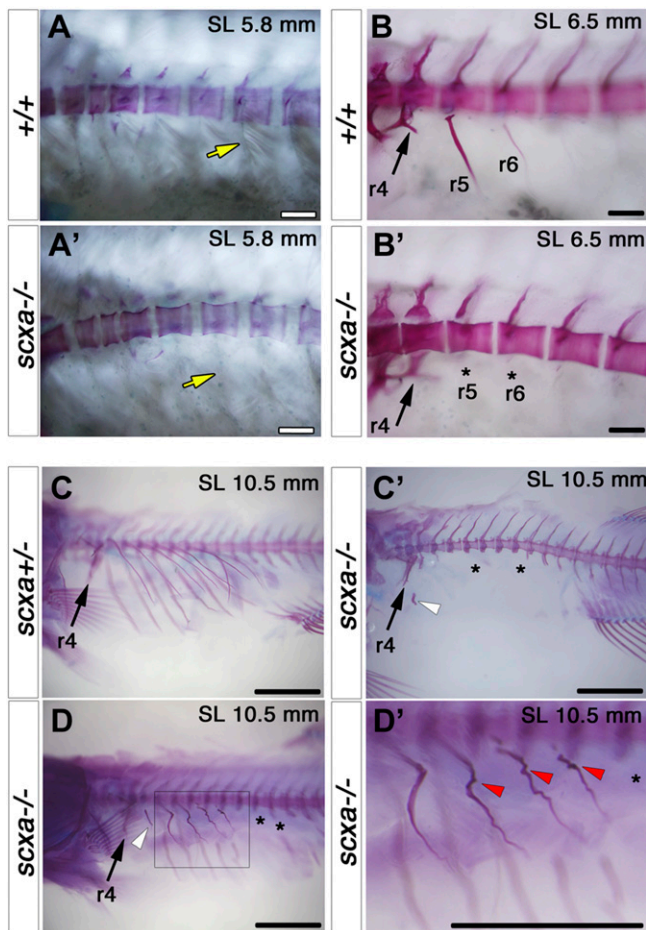 A
SL 5.8 mm
+/+
B
SL 6.5 mm
+/+
r4
r5
r6
A’
SL 5.8 mm
scxa-/-
B’
SL 6.5 mm
scxa-/-
r4
*
r5
*
r6
C
SL 10.5 mm
scxa+/-
r4
C’
SL 10.5 mm
scxa-/-
r4
* *
D
SL 10.5 mm
scxa-/-
r4
* *
D’
SL 10.5 mm
scxa-/-
*